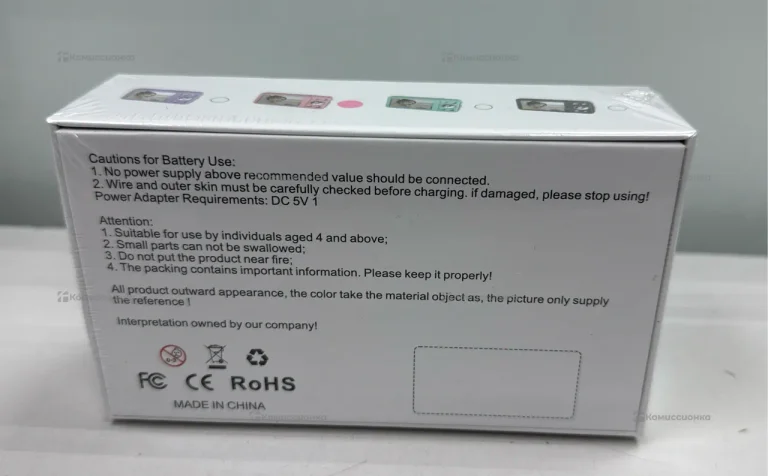 Комиссионка
Комиссионка
Cautions for Battery Use:
1. No power supply above recommended value should be connected.
2. Wire and outer skin must be carefully checked before charging. if damaged, please stop using!
Power Adapter Requirements: DC 5V 1
Attention:
1. Suitable for use by individuals aged 4 and above;
2. Small parts can not be swallowed;
3. Do not put the product near fire;
4. The packing contains important information. Please keep it properly!
All product outward appearance, the color take the material object as, the picture only supply
the reference !
Interpretation owned by our company!
FC CE RoHS
MADE IN CHINA
Комиссионка